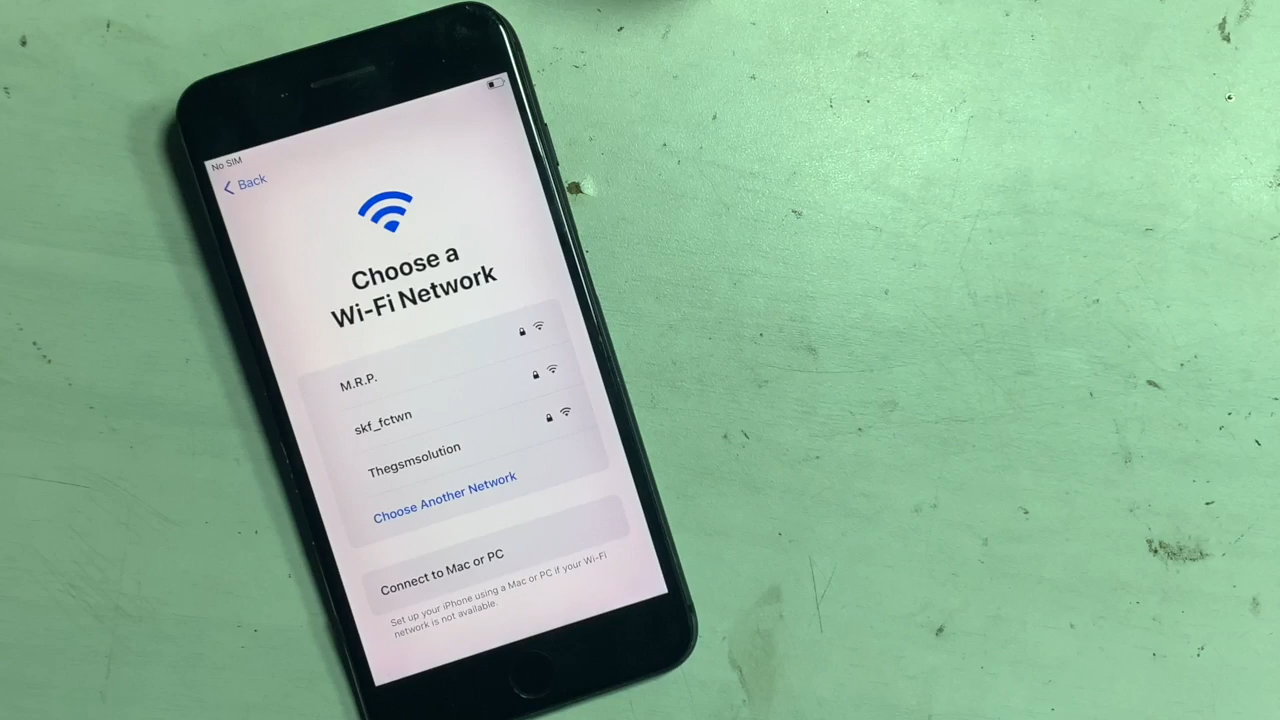 No SIM
Back
Choose a
Wi-Fi Network
M.R.P.
skf_fctwn
Thegsmsolution
Choose Another Network
Connect to Mac or PC
Set up your iPhone using a Mac or PC if your Wi-Fi
network is not available.